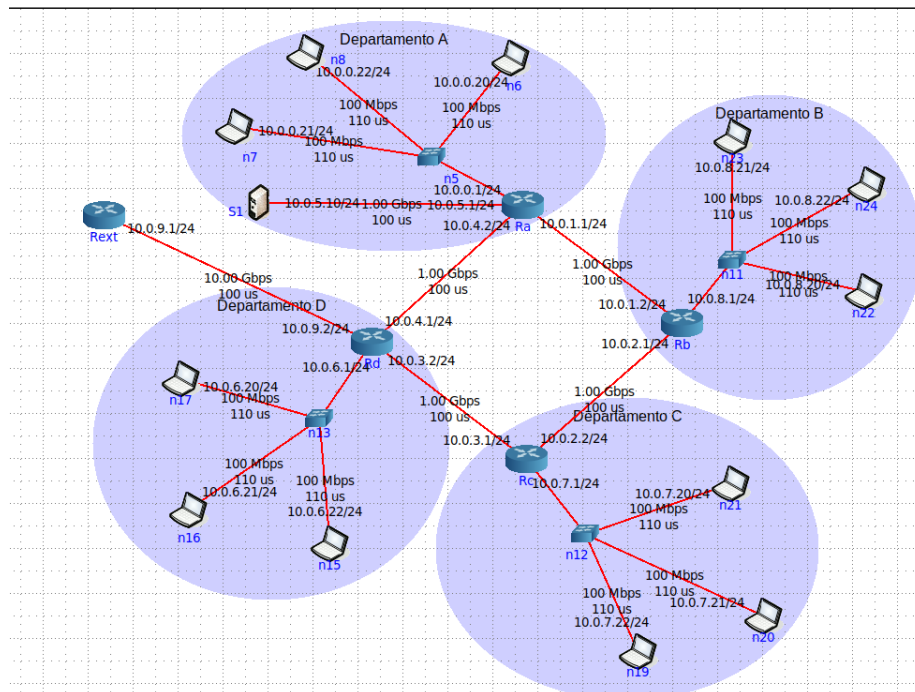 Departamento A
n8
10.0.0.22/24
10.0.0.20/24
n6
100 Mbps
110 us
100 Mbps
110 us
10.0.0.21/24
100 Mbps
110 us
n7
n5
10.0.0.1/24
S1
10.0.5.10/24
1.00 Gbps
100 us
10.0.5.1/24
10.0.4.2/24
Ra
10.0.1.1/24
Departamento B
n23
10.0.8.21/24
100 Mbps
110 us
10.0.8.22/24
n24
100 Mbps
110 us
n11
100 Mbps
110 us
10.0.8.20/24
n22
10.0.8.1/24
Rext
10.0.9.1/24
10.00 Gbps
100 us
1.00 Gbps
100 us
1.00 Gbps
100 us
10.0.1.2/24
Rb
10.0.2.1/24
Departamento D
10.0.9.2/24
10.0.4.1/24
Rd
10.0.3.2/24
10.0.6.1/24
10.0.6.20/24
100 Mbps
110 us
n17
n13
1.00 Gbps
100 us
1.00 Gbps
100 us
Departamento C
10.0.3.1/24
10.0.2.2/24
Rc
10.0.7.1/24
100 Mbps
110 us
10.0.6.21/24
n16
100 Mbps
110 us
10.0.6.22/24
n15
10.0.7.20/24
100 Mbps
110 us
n21
n12
100 Mbps
110 us
10.0.7.21/24
n20
100 Mbps
110 us
10.0.7.22/24
n19